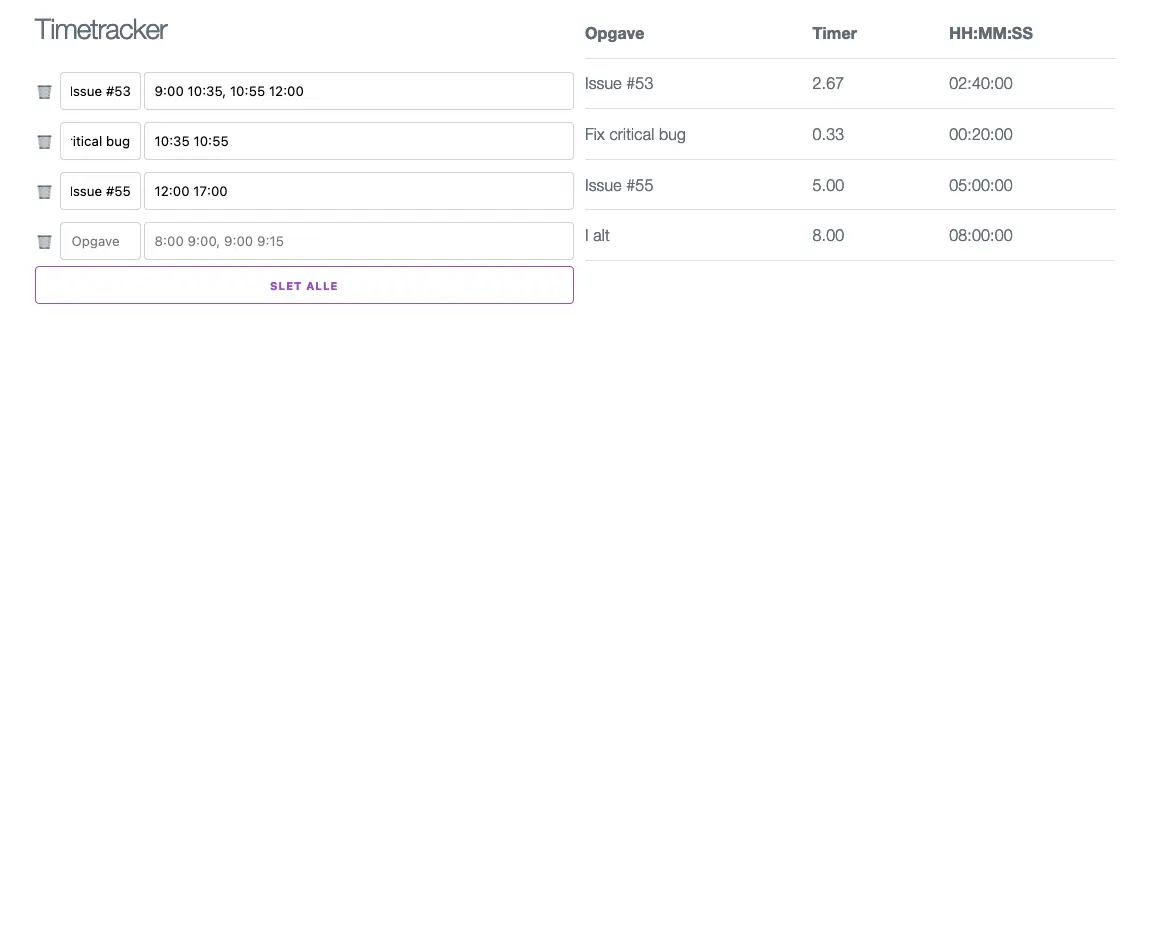 Timetracker
Issue #53 9:00 10:35, 10:55 12:00
ritical bug 10:35 10:55
Issue #55 12:00 17:00
Opgave 8:00 9:00, 9:00 9:15
SLET ALLE
Opgave Timer HH:MM:SS
Issue #53 2.67 02:40:00
Fix critical bug 0.33 00:20:00
Issue #55 5.00 05:00:00
I alt 8.00 08:00:00